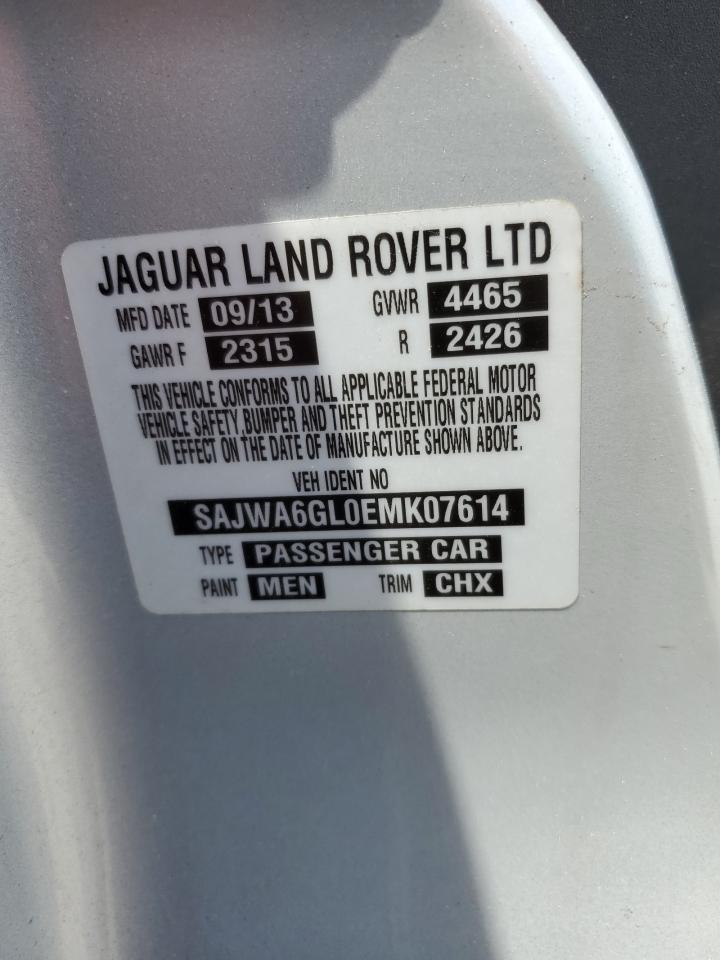 JAGUAR LAND ROVER LTD
MFD DATE 09/13 GVWR 4465
GAWR F 2315 R 2426
THIS VEHICLE CONFORMS TO ALL APPLICABLE FEDERAL MOTOR
VEHICLE SAFETY, BUMPER AND THEFT PREVENTION STANDARDS
IN EFFECT ON THE DATE OF MANUFACTURE SHOWN ABOVE.
VEH IDENT NO
SAJWA6GL0EMK07614
TYPE PASSENGER CAR
PAINT MEN TRIM CHX